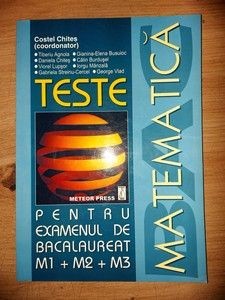 Costel Chiteș
(coordonator)
• Tiberiu Agnola • Gianina-Elena Busuioc
• Daniela Chiteș • Călin Burdușel
• Viorel Lupșor • Iorgu Mânzală
• Gabriela Streinu-Cercel • George Vlad
TESTE
METEOR PRESS
PENTRU
EXAMENUL DE
BACALAUREAT
M1 + M2 + M3
MATEMATICĂ
BAC